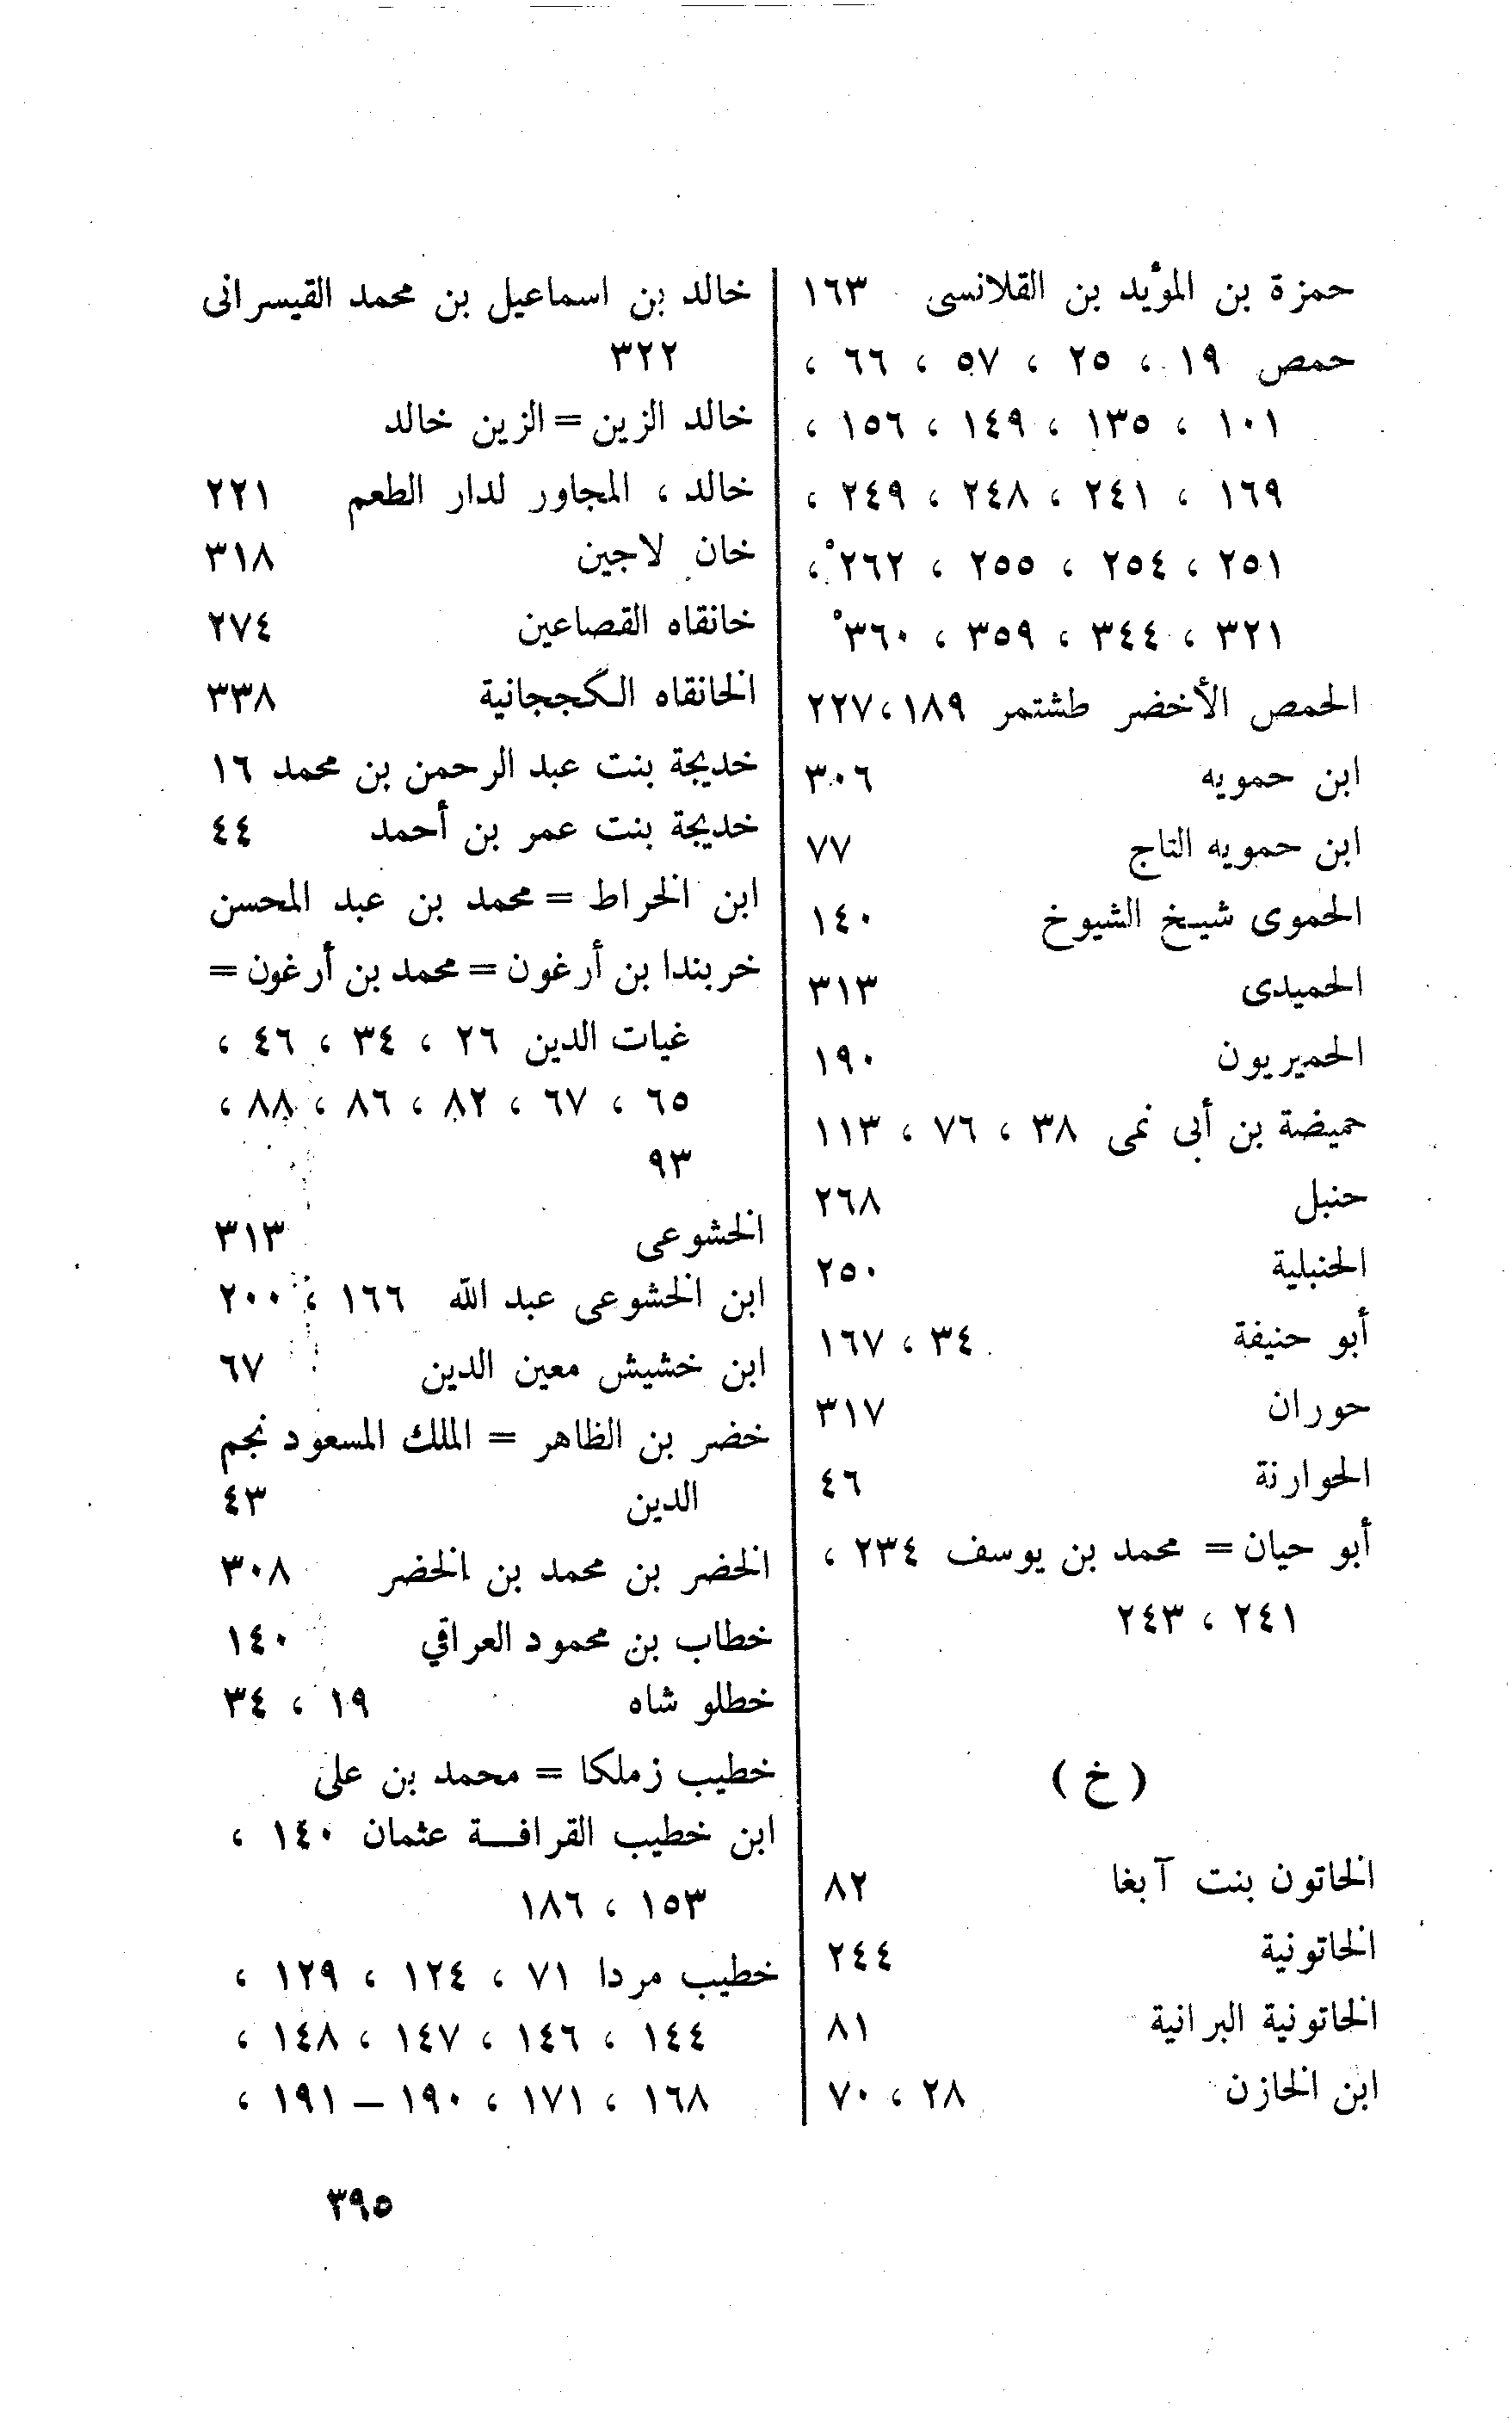 حمزة بن المؤيد بن القلانسى ١٦٣
حمص ١٩ ، ٢٥ ، ٥٧ ، ٦٦ ،
١٠١ ، ١٣٥ ، ١٤٩ ، ١٥٦ ،
١٦٩ ، ٢٤١ ، ٢٤٨ ، ٢٤٩ ،
٢٥١ ، ٢٥٤ ، ٢٥٥ ، ٢٦٢° ،
٣٢١ ، ٣٤٤ ، ٣٥٩ ، ٣٦٠°
الحمص الأخضر طشتمر ١٨٩،٢٢٧
ابن حمويه ٣٠٦
ابن حمويه التاج ٧٧
الحموى شيخ الشيوخ ١٤٠
الحميدى ٣١٣
الحميريون ١٩٠
حميضة بن أبى نمى ٣٨ ، ٧٦ ، ١١٣
حنبل ٢٦٨
الحنبلية ٢٥٠
أبو حنيفة ٣٤ ، ١٦٧
حوران ٣١٧
الحوارنة ٤٦
أبو حيان = محمد بن يوسف ٢٣٤ ،
٢٤١ ، ٢٤٣
( خ )
الخاتون بنت آبغا ٨٢
الخاتونية ٢٤٤
الخاتونية البرانية ٨١
ابن الخازن ٢٨ ، ٧٠
خالد بن اسماعيل بن محمد القيسرانى
٣٢٢
خالد الزين = الزين خالد
خالد ، المجاور لدار الطعم ٢٢١
خان لاجين ٣١٨
خانقاه القصاعين ٢٧٤
الخانقاه الكججانية ٣٣٨
خديجة بنت عبد الرحمن بن محمد ١٦
خديجة بنت عمر بن أحمد ٤٤
ابن الخراط = محمد بن عبد المحسن
خربندا بن أرغون = محمد بن أرغون =
غياث الدين ٢٦ ، ٣٤ ، ٤٦ ،
٦٥ ، ٦٧ ، ٨٢ ، ٨٦ ، ٨٨ ،
٩٣
الخشوعى ٣١٣
ابن الخشوعى عبد الله ١٦٦ ، ٢٠٠
ابن خشيش معين الدين ٦٧
خضر بن الظاهر = الملك المسعود نجم
الدين ٤٣
الخضر بن محمد بن الخضر ٣٠٨
خطاب بن محمود العراقي ١٤٠
خطلو شاه ١٩ ، ٣٤
خطيب زملكا = محمد بن على
ابن خطيب القرافة عثمان ١٤٠ ،
١٥٣ ، ١٨٦
خطيب مردا ٧١ ، ١٢٤ ، ١٢٩ ،
١٤٤ ، ١٤٦ ، ١٤٧ ، ١٤٨ ،
١٦٨ ، ١٧١ ، ١٩٠ – ١٩١ ،
٣٩٥